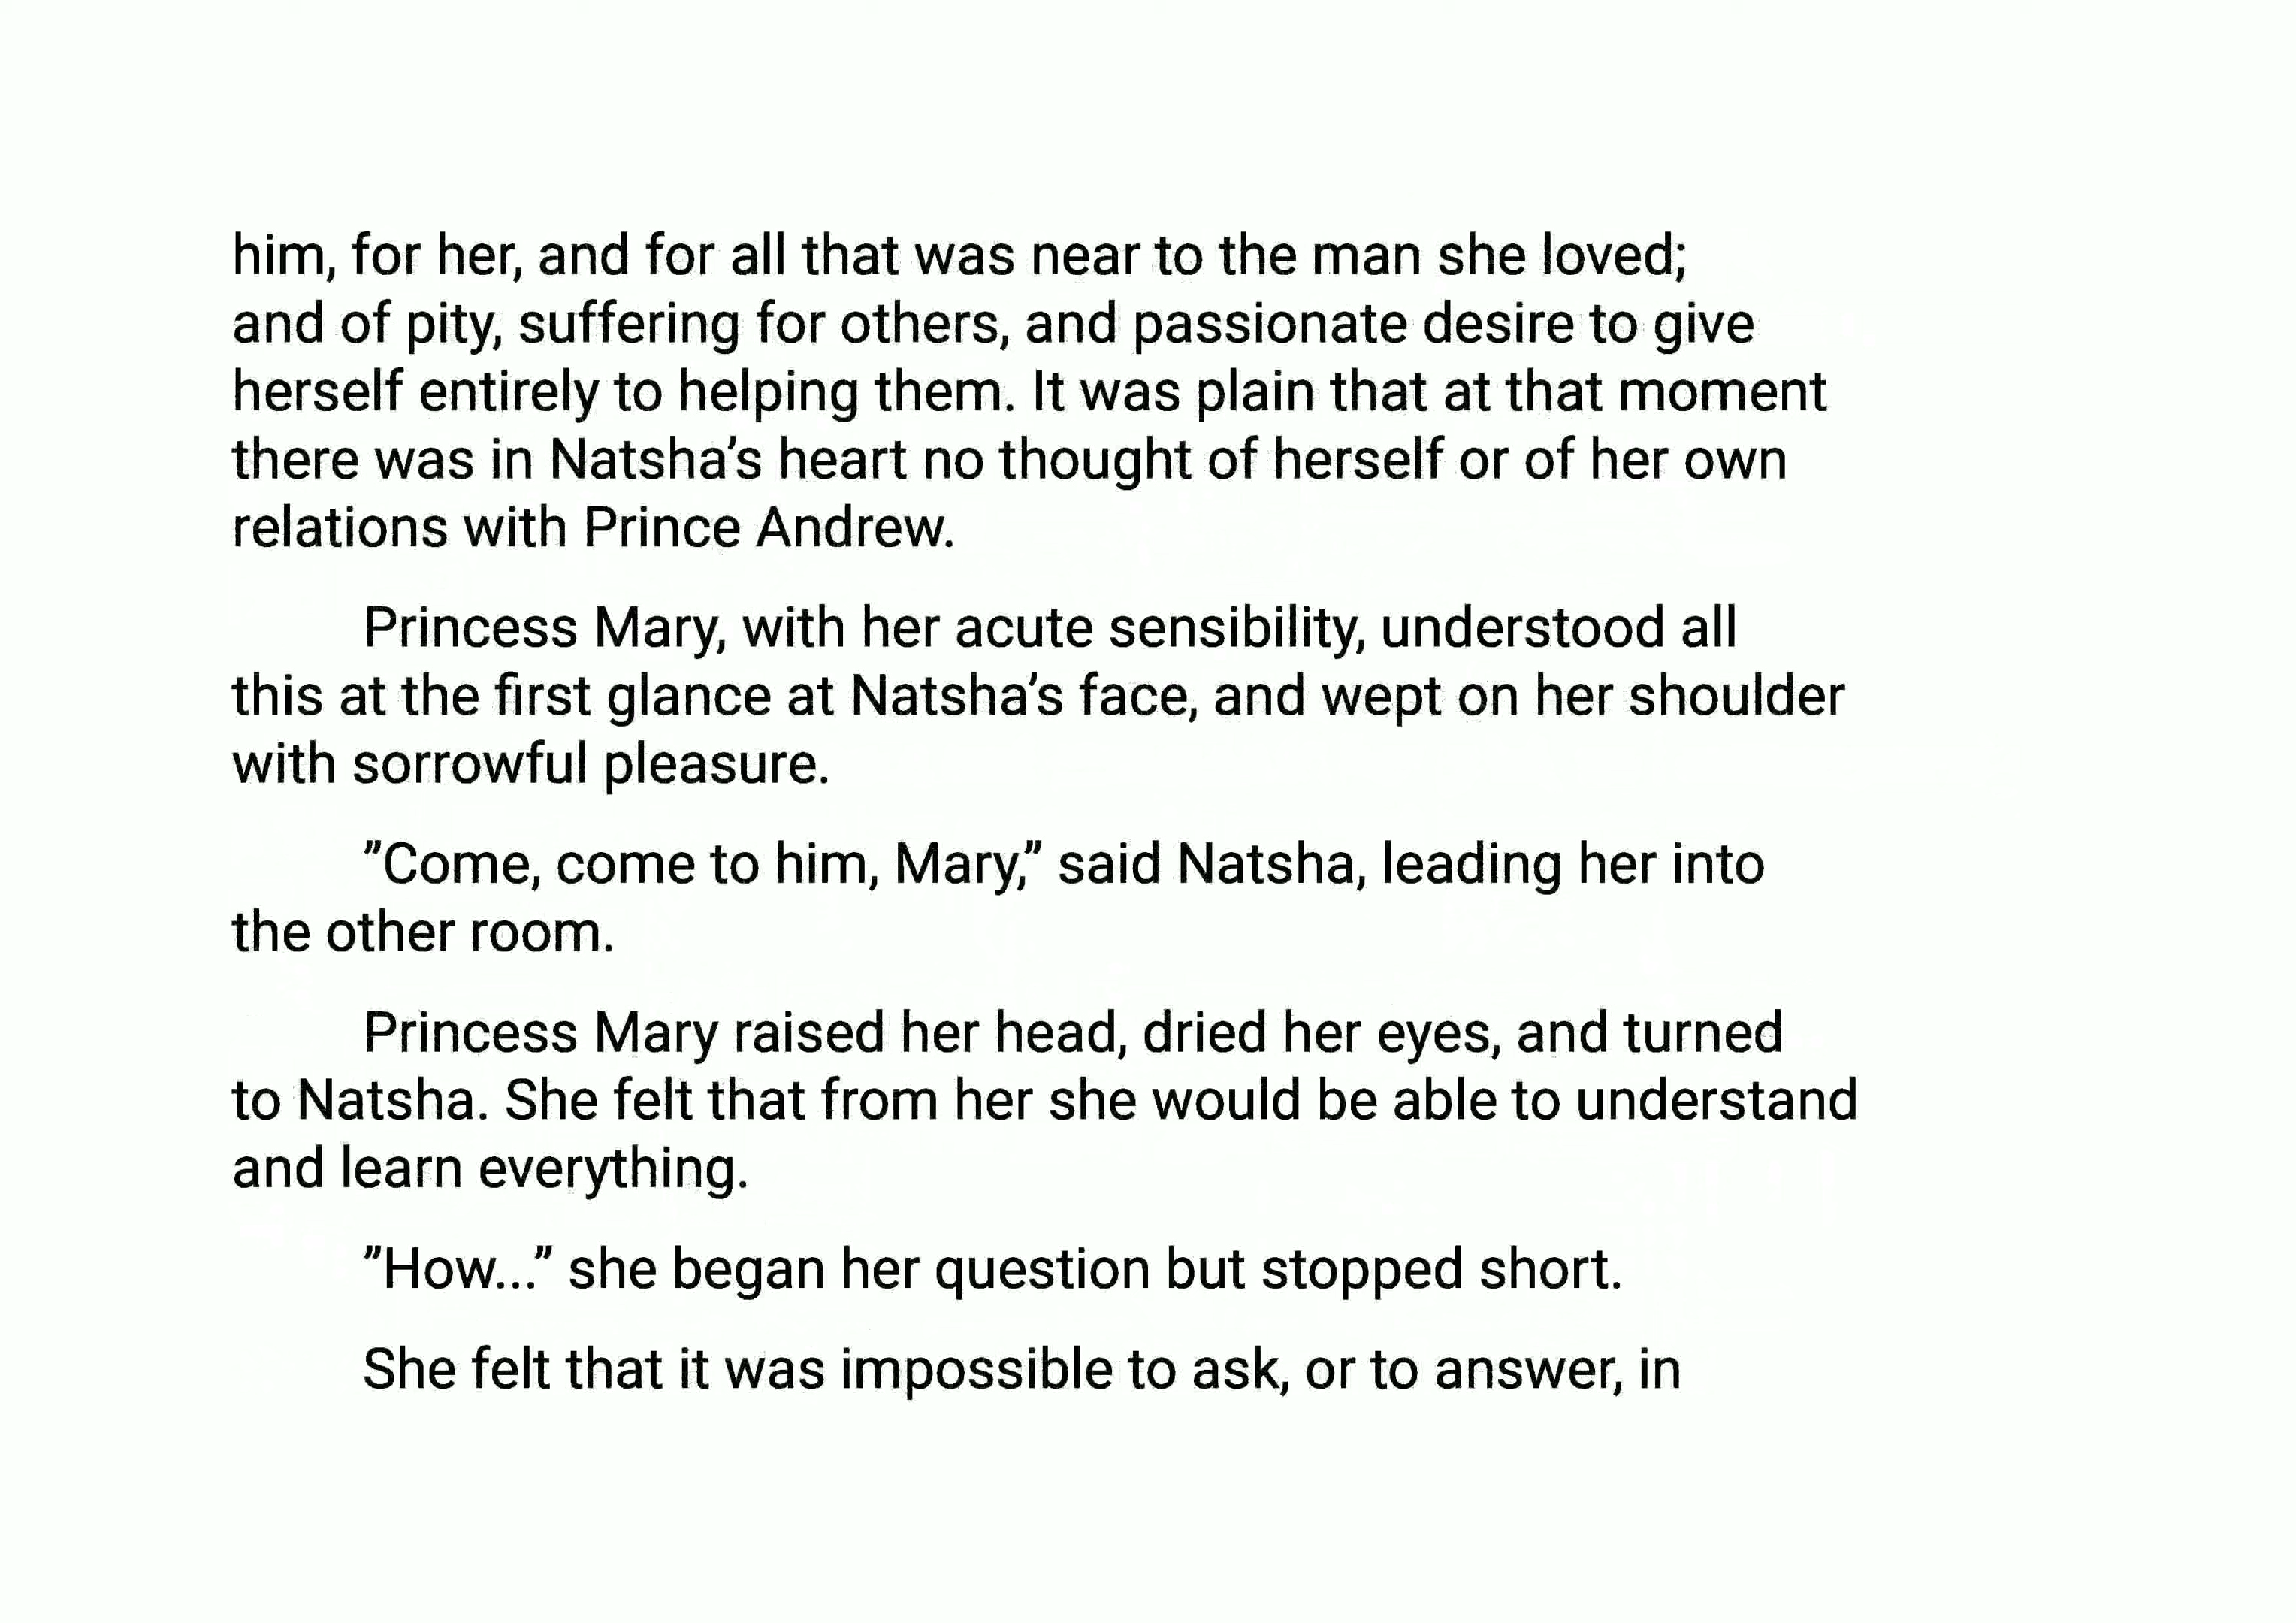 him, for her, and for all that was near to the man she loved;
and of pity, suffering for others, and passionate desire to give
herself entirely to helping them. It was plain that at that moment
there was in Natsha’s heart no thought of herself or of her own
relations with Prince Andrew.
Princess Mary, with her acute sensibility, understood all
this at the first glance at Natsha’s face, and wept on her shoulder
with sorrowful pleasure.
”Come, come to him, Mary,” said Natsha, leading her into
the other room.
Princess Mary raised her head, dried her eyes, and turned
to Natsha. She felt that from her she would be able to understand
and learn everything.
”How...” she began her question but stopped short.
She felt that it was impossible to ask, or to answer, in